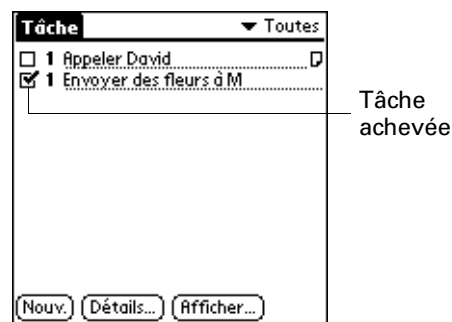 Tâche
Toutes
1 Appeler David
1 Envoyer des fleurs à M
Tâche
achevée
Nouv.
Détails...
Afficher...